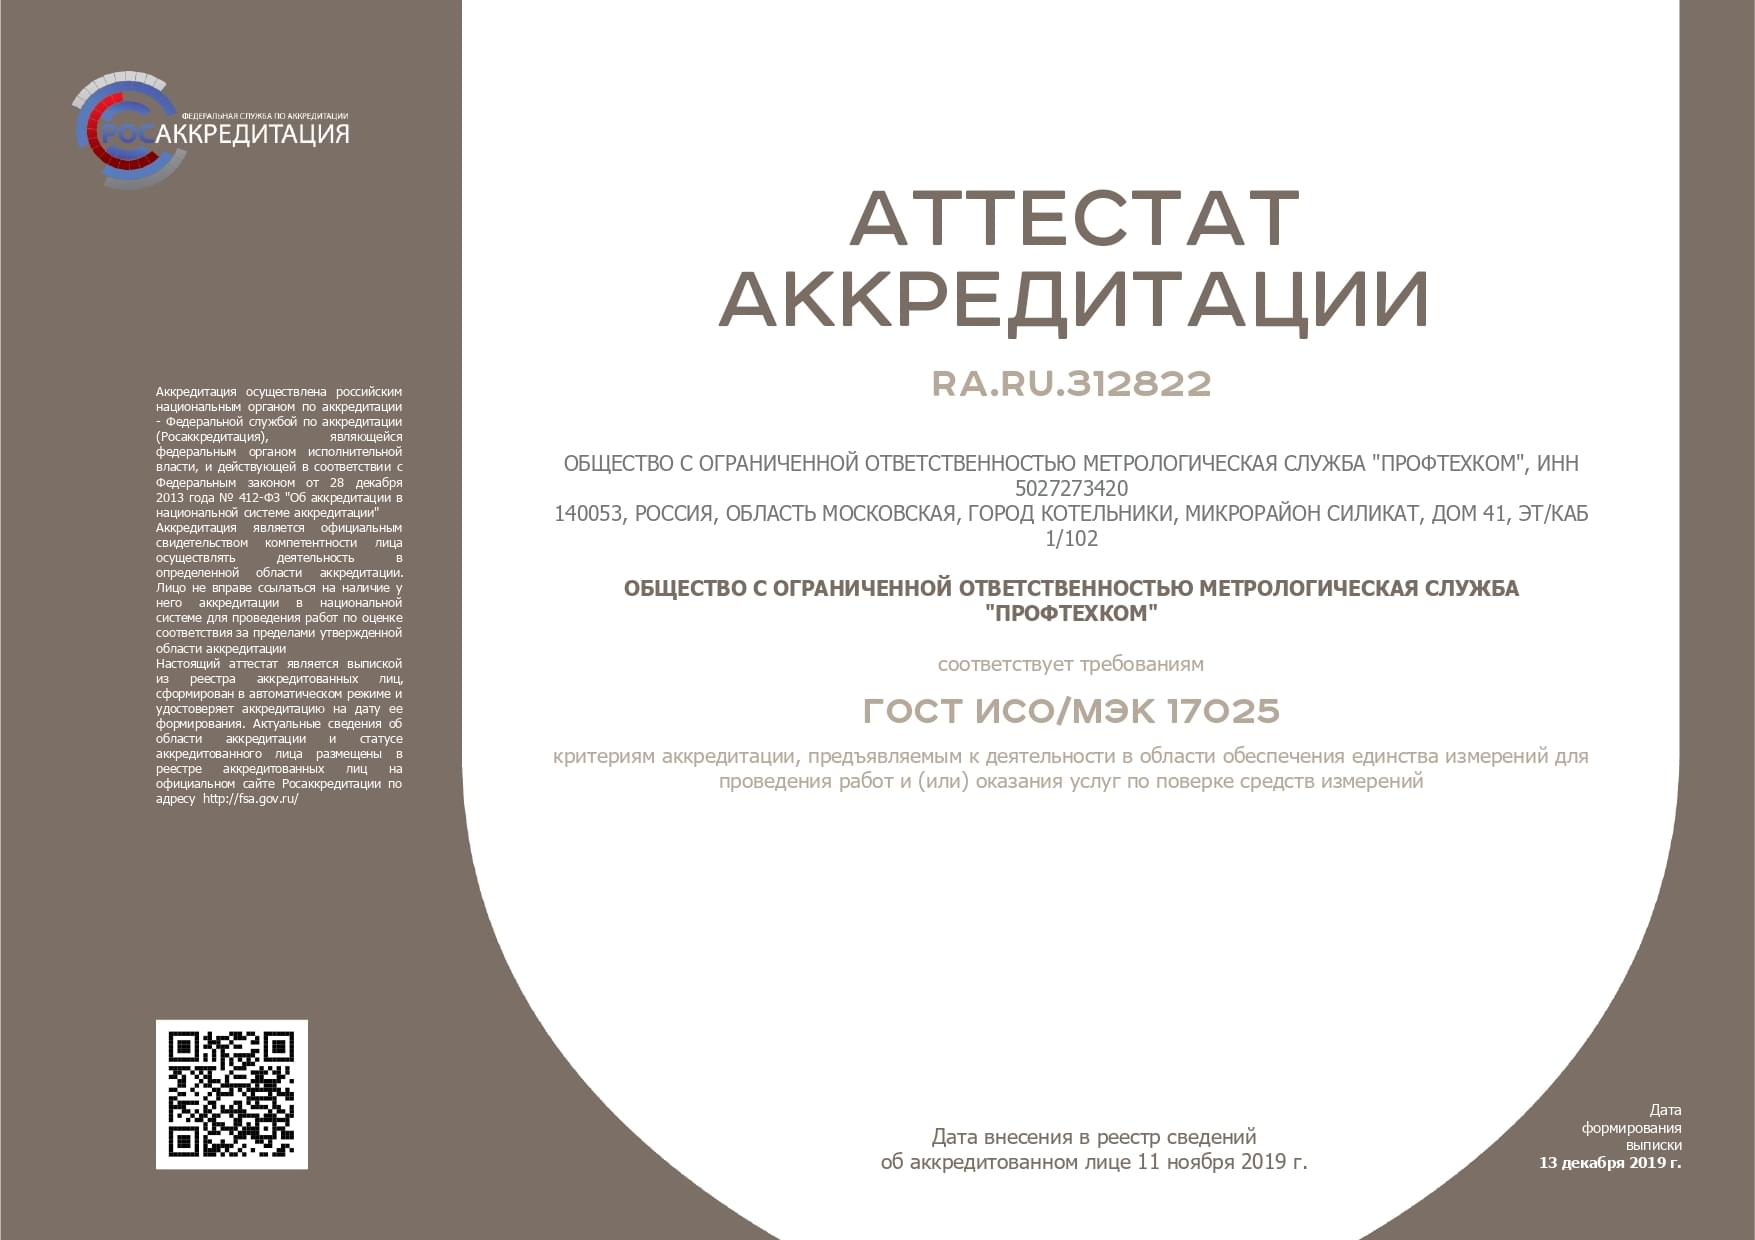 ФЕДЕРАЛЬНАЯ СЛУЖБА ПО АККРЕДИТАЦИИ
РОСАККРЕДИТАЦИЯ
Аккредитация осуществлена российским
национальным органом по аккредитации
- Федеральной службой по аккредитации
(Росаккредитация), являющейся
федеральным органом исполнительной
власти, и действующей в соответствии с
Федеральным законом от 28 декабря
2013 года № 412-ФЗ "Об аккредитации в
национальной системе аккредитации"
Аккредитация является официальным
свидетельством компетентности лица
осуществлять деятельность в
определенной области аккредитации.
Лицо не вправе ссылаться на наличие у
него аккредитации в национальной
системе для проведения работ по оценке
соответствия за пределами утвержденной
области аккредитации
Настоящий аттестат является выпиской
из реестра аккредитованных лиц,
сформирован в автоматическом режиме и
удостоверяет аккредитацию на дату ее
формирования. Актуальные сведения об
области аккредитации и статусе
аккредитованного лица размещены в
реестре аккредитованных лиц на
официальном сайте Росаккредитации по
адресу http://fsa.gov.ru/
АТТЕСТАТ
АККРЕДИТАЦИИ
RA.RU.312822
ОБЩЕСТВО С ОГРАНИЧЕННОЙ ОТВЕТСТВЕННОСТЬЮ МЕТРОЛОГИЧЕСКАЯ СЛУЖБА "ПРОФТЕХКОМ", ИНН
5027273420
140053, РОССИЯ, ОБЛАСТЬ МОСКОВСКАЯ, ГОРОД КОТЕЛЬНИКИ, МИКРОРАЙОН СИЛИКАТ, ДОМ 41, ЭТ/КАБ
1/102
ОБЩЕСТВО С ОГРАНИЧЕННОЙ ОТВЕТСТВЕННОСТЬЮ МЕТРОЛОГИЧЕСКАЯ СЛУЖБА
"ПРОФТЕХКОМ"
соответствует требованиям
ГОСТ ИСО/МЭК 17025
критериям аккредитации, предъявляемым к деятельности в области обеспечения единства измерений для
проведения работ и (или) оказания услуг по поверке средств измерений
Дата внесения в реестр сведений
об аккредитованном лице 11 ноября 2019 г.
Дата
формирования
выписки
13 декабря 2019 г.